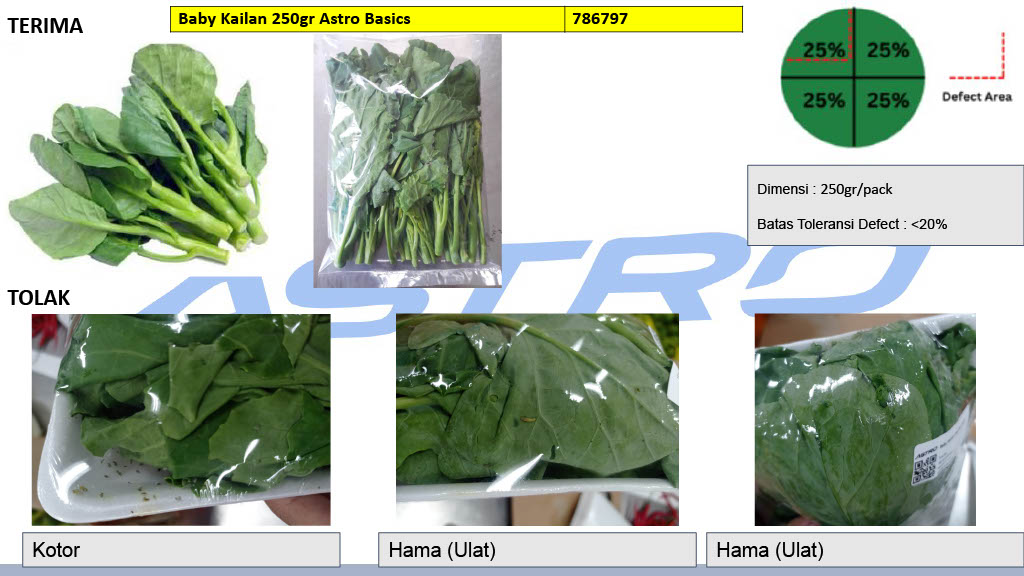 TERIMA
Baby Kailan 250gr Astro Basics 786797
25% 25%
25% 25%
Defect Area
Dimensi : 250gr/pack
Batas Toleransi Defect : <20%
ASTRO
TOLAK
ASTRO
Kotor
Hama (Ulat)
Hama (Ulat)